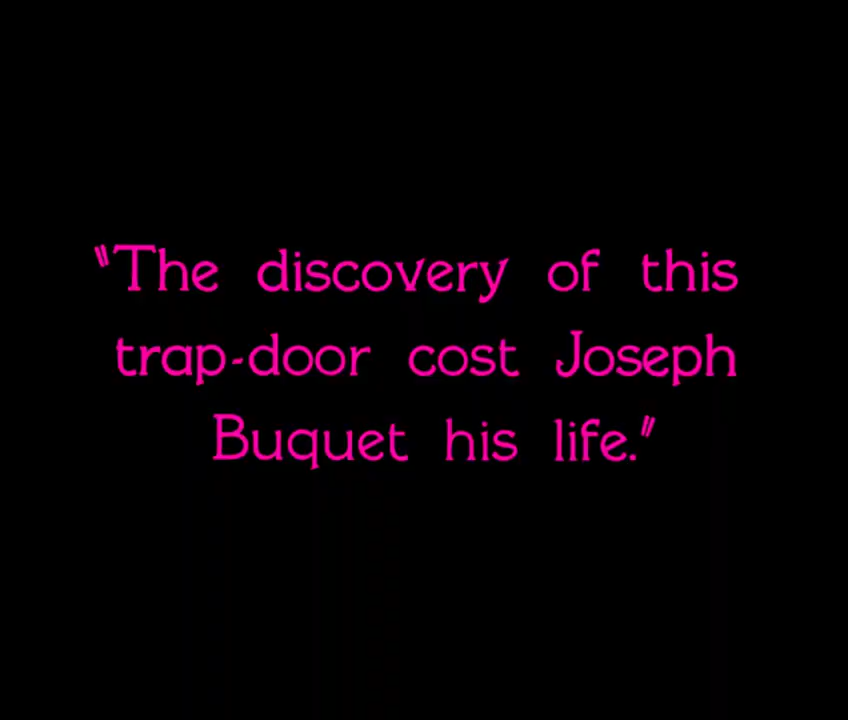 "The discovery of this
trap-door cost Joseph
Buquet his life."